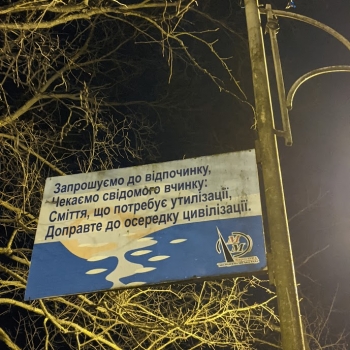 Запрошуємо до відпочинку,
Чекаємо свідомого вчинку:
Сміття, що потребує утилізації,
Доправте до осередку цивілізації.